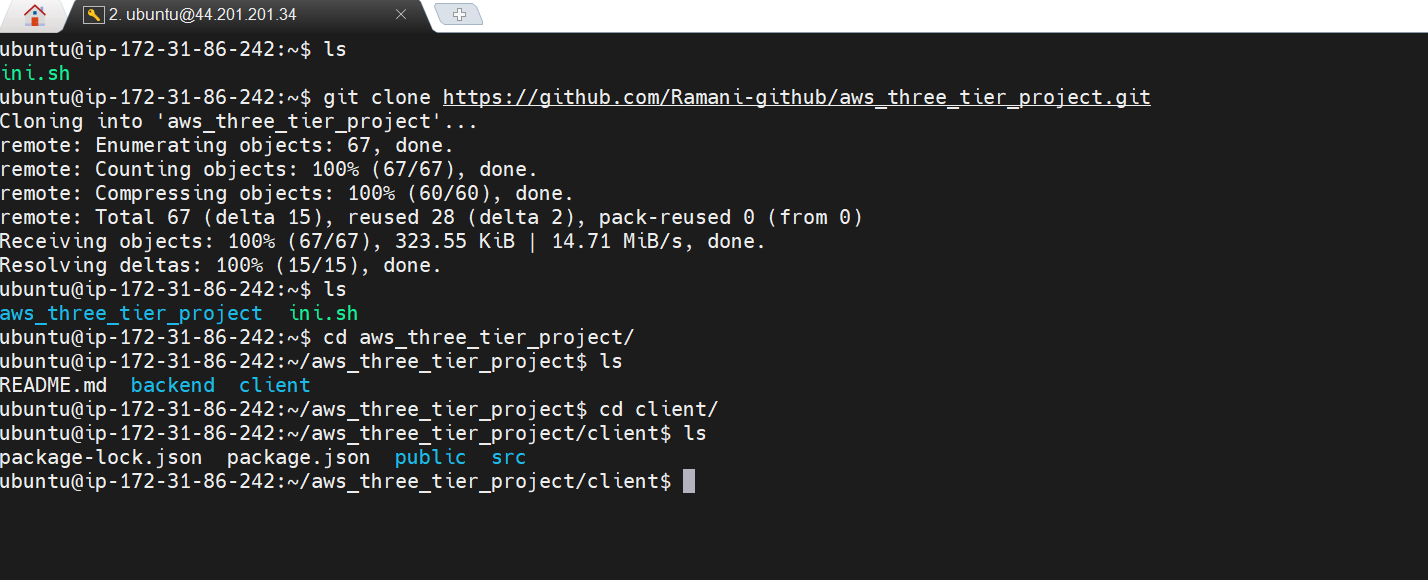 2. ubuntu@44.201.201.34
ubuntu@ip-172-31-86-242:~$ ls
ini.sh
ubuntu@ip-172-31-86-242:~$ git clone https://github.com/Ramani-github/aws_three_tier_project.git
Cloning into 'aws_three_tier_project'...
remote: Enumerating objects: 67, done.
remote: Counting objects: 100% (67/67), done.
remote: Compressing objects: 100% (60/60), done.
remote: Total 67 (delta 15), reused 28 (delta 2), pack-reused 0 (from 0)
Receiving objects: 100% (67/67), 323.55 KiB | 14.71 MiB/s, done.
Resolving deltas: 100% (15/15), done.
ubuntu@ip-172-31-86-242:~$ ls
aws_three_tier_project  ini.sh
ubuntu@ip-172-31-86-242:~$ cd aws_three_tier_project/
ubuntu@ip-172-31-86-242:~/aws_three_tier_project$ ls
README.md  backend  client
ubuntu@ip-172-31-86-242:~/aws_three_tier_project$ cd client/
ubuntu@ip-172-31-86-242:~/aws_three_tier_project/client$ ls
package-lock.json  package.json  public  src
ubuntu@ip-172-31-86-242:~/aws_three_tier_project/client$